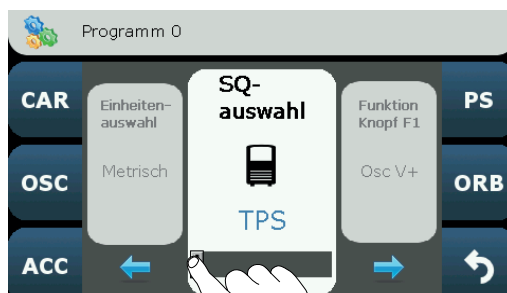 Programm 0
CAR
OSC
ACC
Einheiten-
auswahl
Metrisch
SQ-
auswahl
TPS
Funktion
Knopf F1
Osc V+
PS
ORB